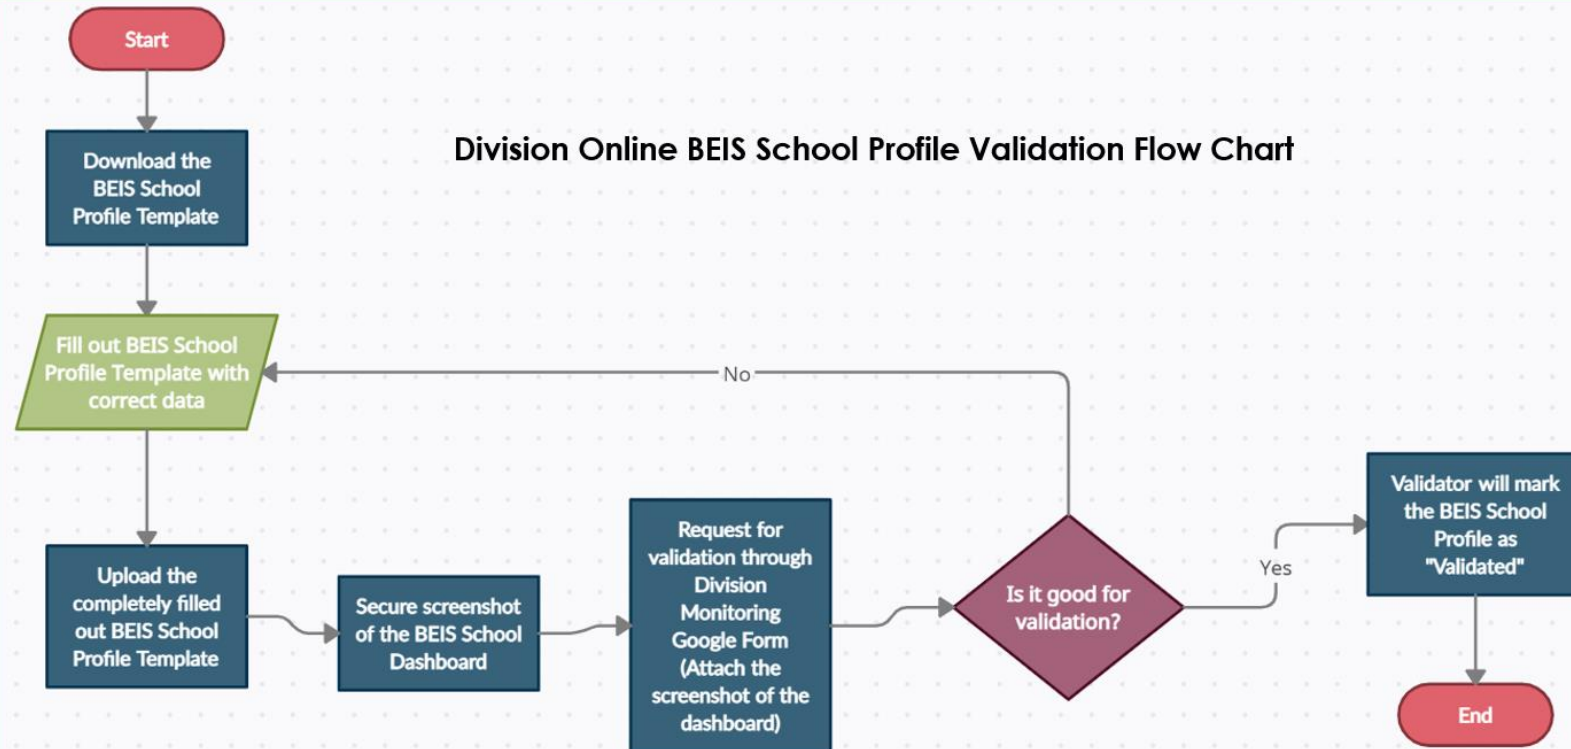 Start
Division Online BEIS School Profile Validation Flow Chart
Download the
BEIS School
Profile Template
Fill out BEIS School
Profile Template with
correct data
No
Upload the
completely filled
out BEIS School
Profile Template
Secure screenshot
of the BEIS School
Dashboard
Request for
validation through
Division
Monitoring
Google Form
(Attach the
screenshot of the
dashboard)
Is it good for
validation?
Yes
Validator will mark
the BEIS School
Profile as
"Validated"
End